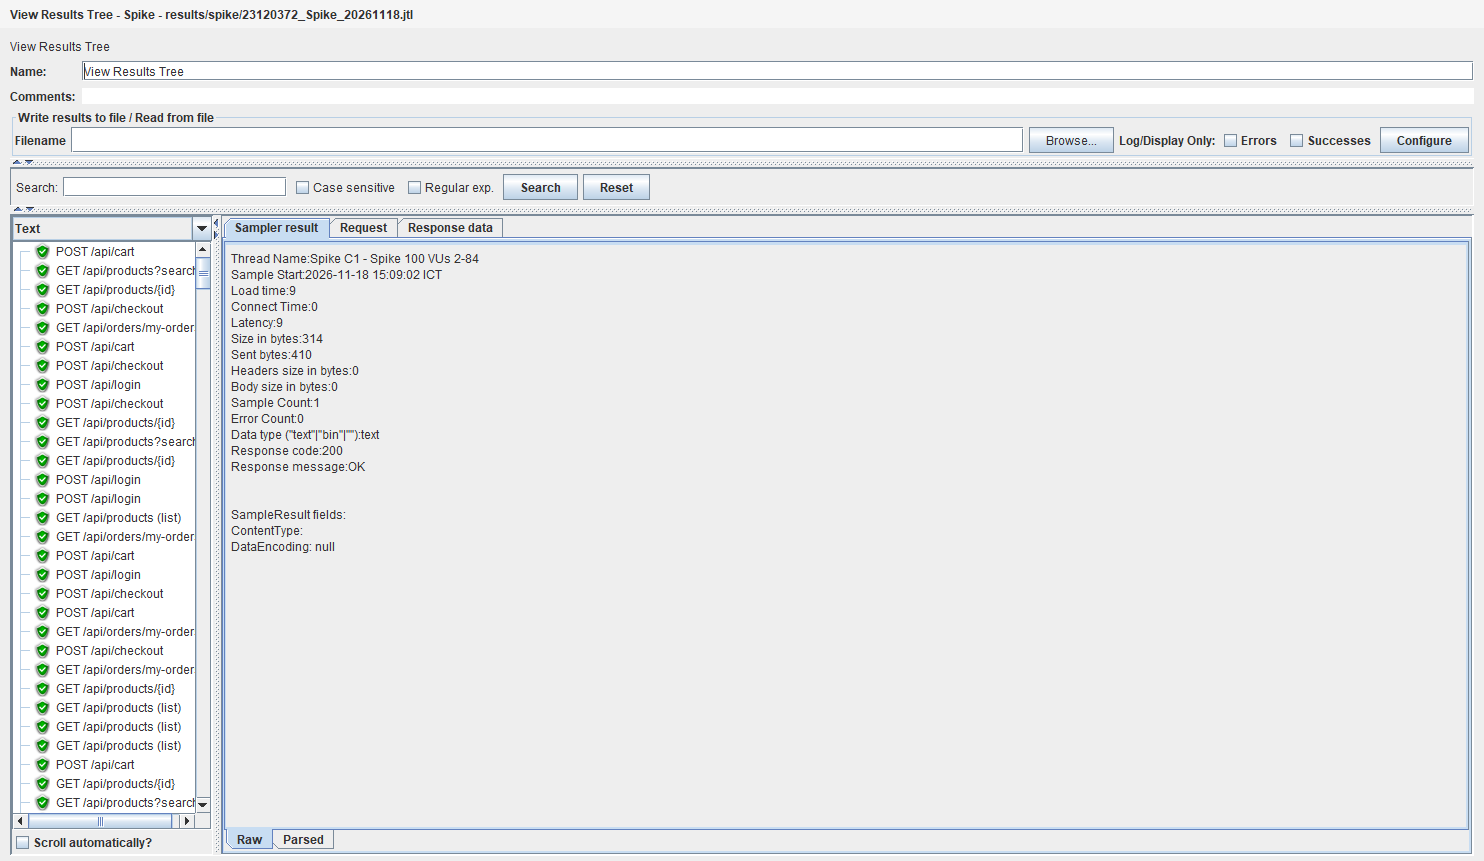 View Results Tree - Spike - results/spike/23120372_Spike_20261118.jtl
View Results Tree
Name: View Results Tree
Comments:
Write results to file / Read from file
Filename Browse... Log/Display Only: Errors Successes Configure
Search: Case sensitive Regular exp. Search Reset
Text
POST /api/cart
GET /api/products?search
GET /api/products/{id}
POST /api/checkout
GET /api/orders/my-order
POST /api/cart
POST /api/checkout
POST /api/login
POST /api/checkout
GET /api/products/{id}
GET /api/products?search
GET /api/products/{id}
POST /api/login
POST /api/login
GET /api/products (list)
GET /api/orders/my-order
POST /api/cart
POST /api/login
POST /api/checkout
POST /api/cart
GET /api/orders/my-order
POST /api/checkout
GET /api/orders/my-order
GET /api/products/{id}
GET /api/products (list)
GET /api/products (list)
GET /api/products (list)
POST /api/cart
GET /api/products/{id}
GET /api/products?search
Scroll automatically?
Sampler result Request Response data
Thread Name:Spike C1 - Spike 100 VUs 2-84
Sample Start:2026-11-18 15:09:02 ICT
Load time:9
Connect Time:0
Latency:9
Size in bytes:314
Sent bytes:410
Headers size in bytes:0
Body size in bytes:0
Sample Count:1
Error Count:0
Data type ("text"|"bin"|""):text
Response code:200
Response message:OK
SampleResult fields:
ContentType:
DataEncoding: null
Raw Parsed